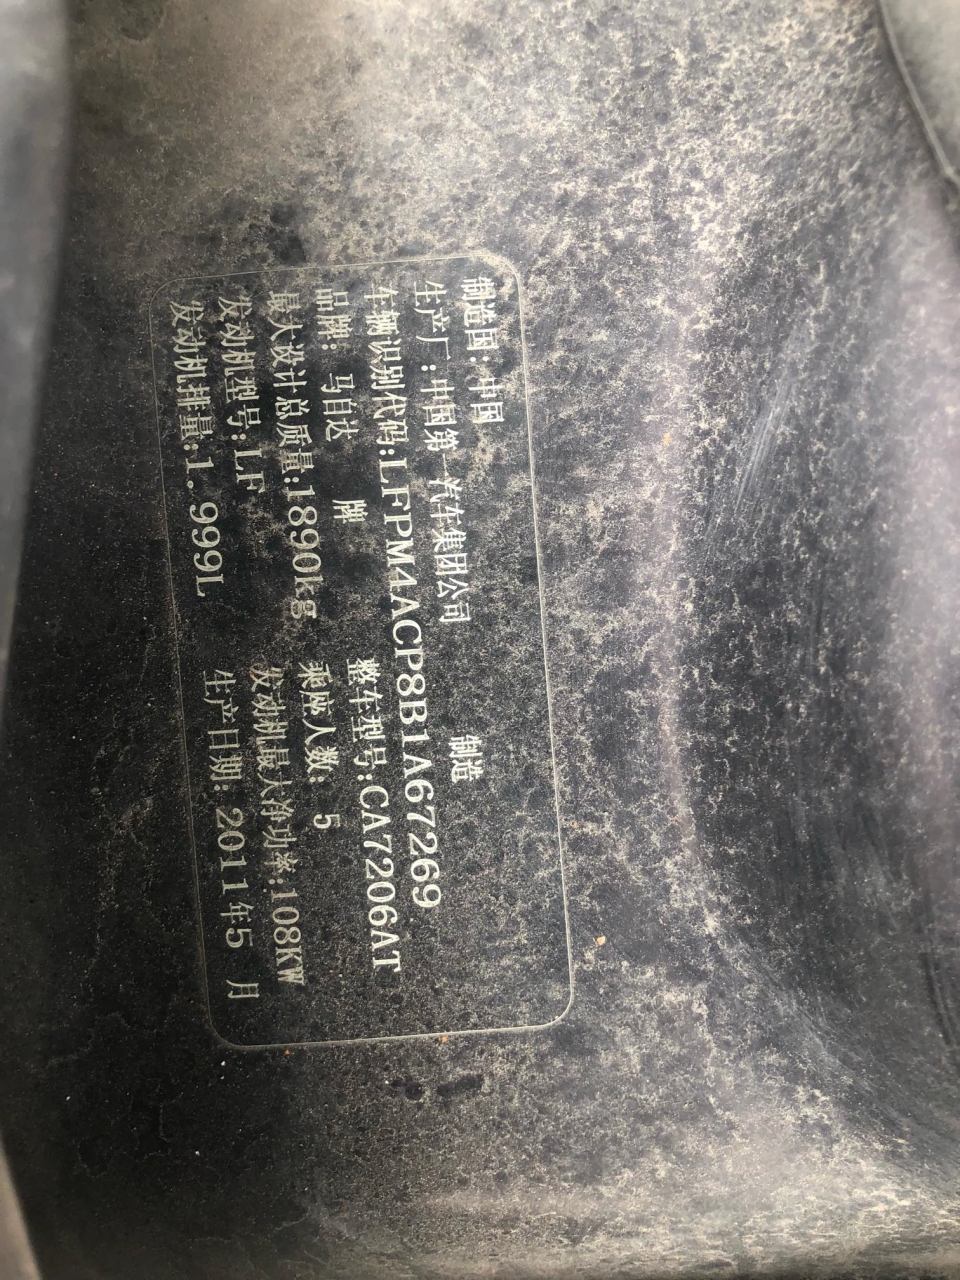 制造国:中国
生产厂:中国第一汽车集团公司 制造
车辆识别代码:LFPM4ACP8B1A67269
品牌: 马自达 牌 整车型号:CA7206AT
最大设计总质量:1890kg 乘座人数: 5
发动机型号:LF 发动机最大净功率:108KW
发动机排量:1.999L 生产日期: 2011年5 月